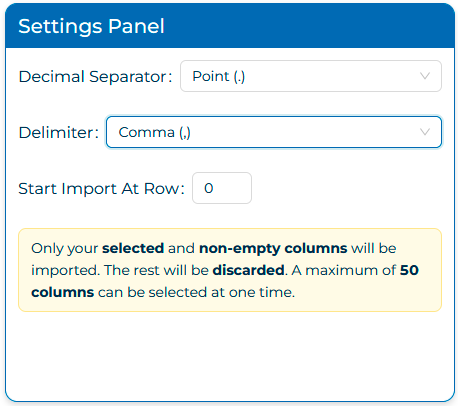 Settings Panel
Decimal Separator: Point (.)
Delimiter: Comma (,)
Start Import At Row: 0
Only your selected and non-empty columns will be
imported. The rest will be discarded. A maximum of 50
columns can be selected at one time.